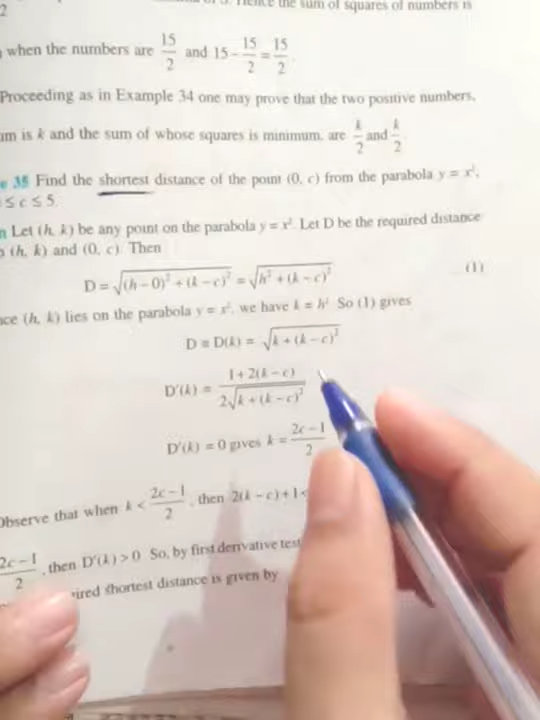 2 . Hence the sum of squares of numbers is
when the numbers are 15/2 and 15 − 15/2 = 15/2 .
Proceeding as in Example 34 one may prove that the two positive numbers,
um is k and the sum of whose squares is minimum, are k/2 and k/2 .
e 35 Find the shortest distance of the point (0, c) from the parabola y = x²,
≤ c ≤ 5.
n Let (h, k) be any point on the parabola y = x². Let D be the required distance
n (h, k) and (0, c). Then
D = √((h − 0)² + (k − c)²) = √(h² + (k − c)²) (1)
nce (h, k) lies on the parabola y = x², we have k = h². So (1) gives
D ≡ D(k) = √(k + (k − c)²)
D′(k) = (1 + 2(k − c)) / (2√(k + (k − c)²))
D′(k) = 0 gives k = (2c − 1)/2
Observe that when k < (2c − 1)/2 , then 2(k − c) + 1 <
(2c − 1)/2 , then D′(k) > 0 So, by first derivative test
ired shortest distance is given by